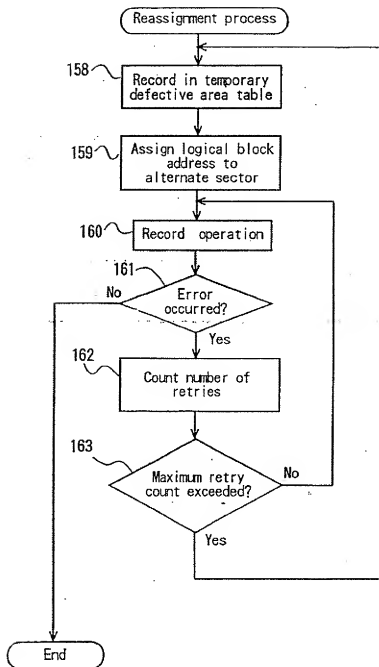 Reassignment process
158
Record in temporary
defective area table
159
Assign logical block
address to
alternate sector
160
Record operation
161
No
Error
occurred?
Yes
162
Count number of
retries
163
Maximum retry
count exceeded?
No
Yes
End